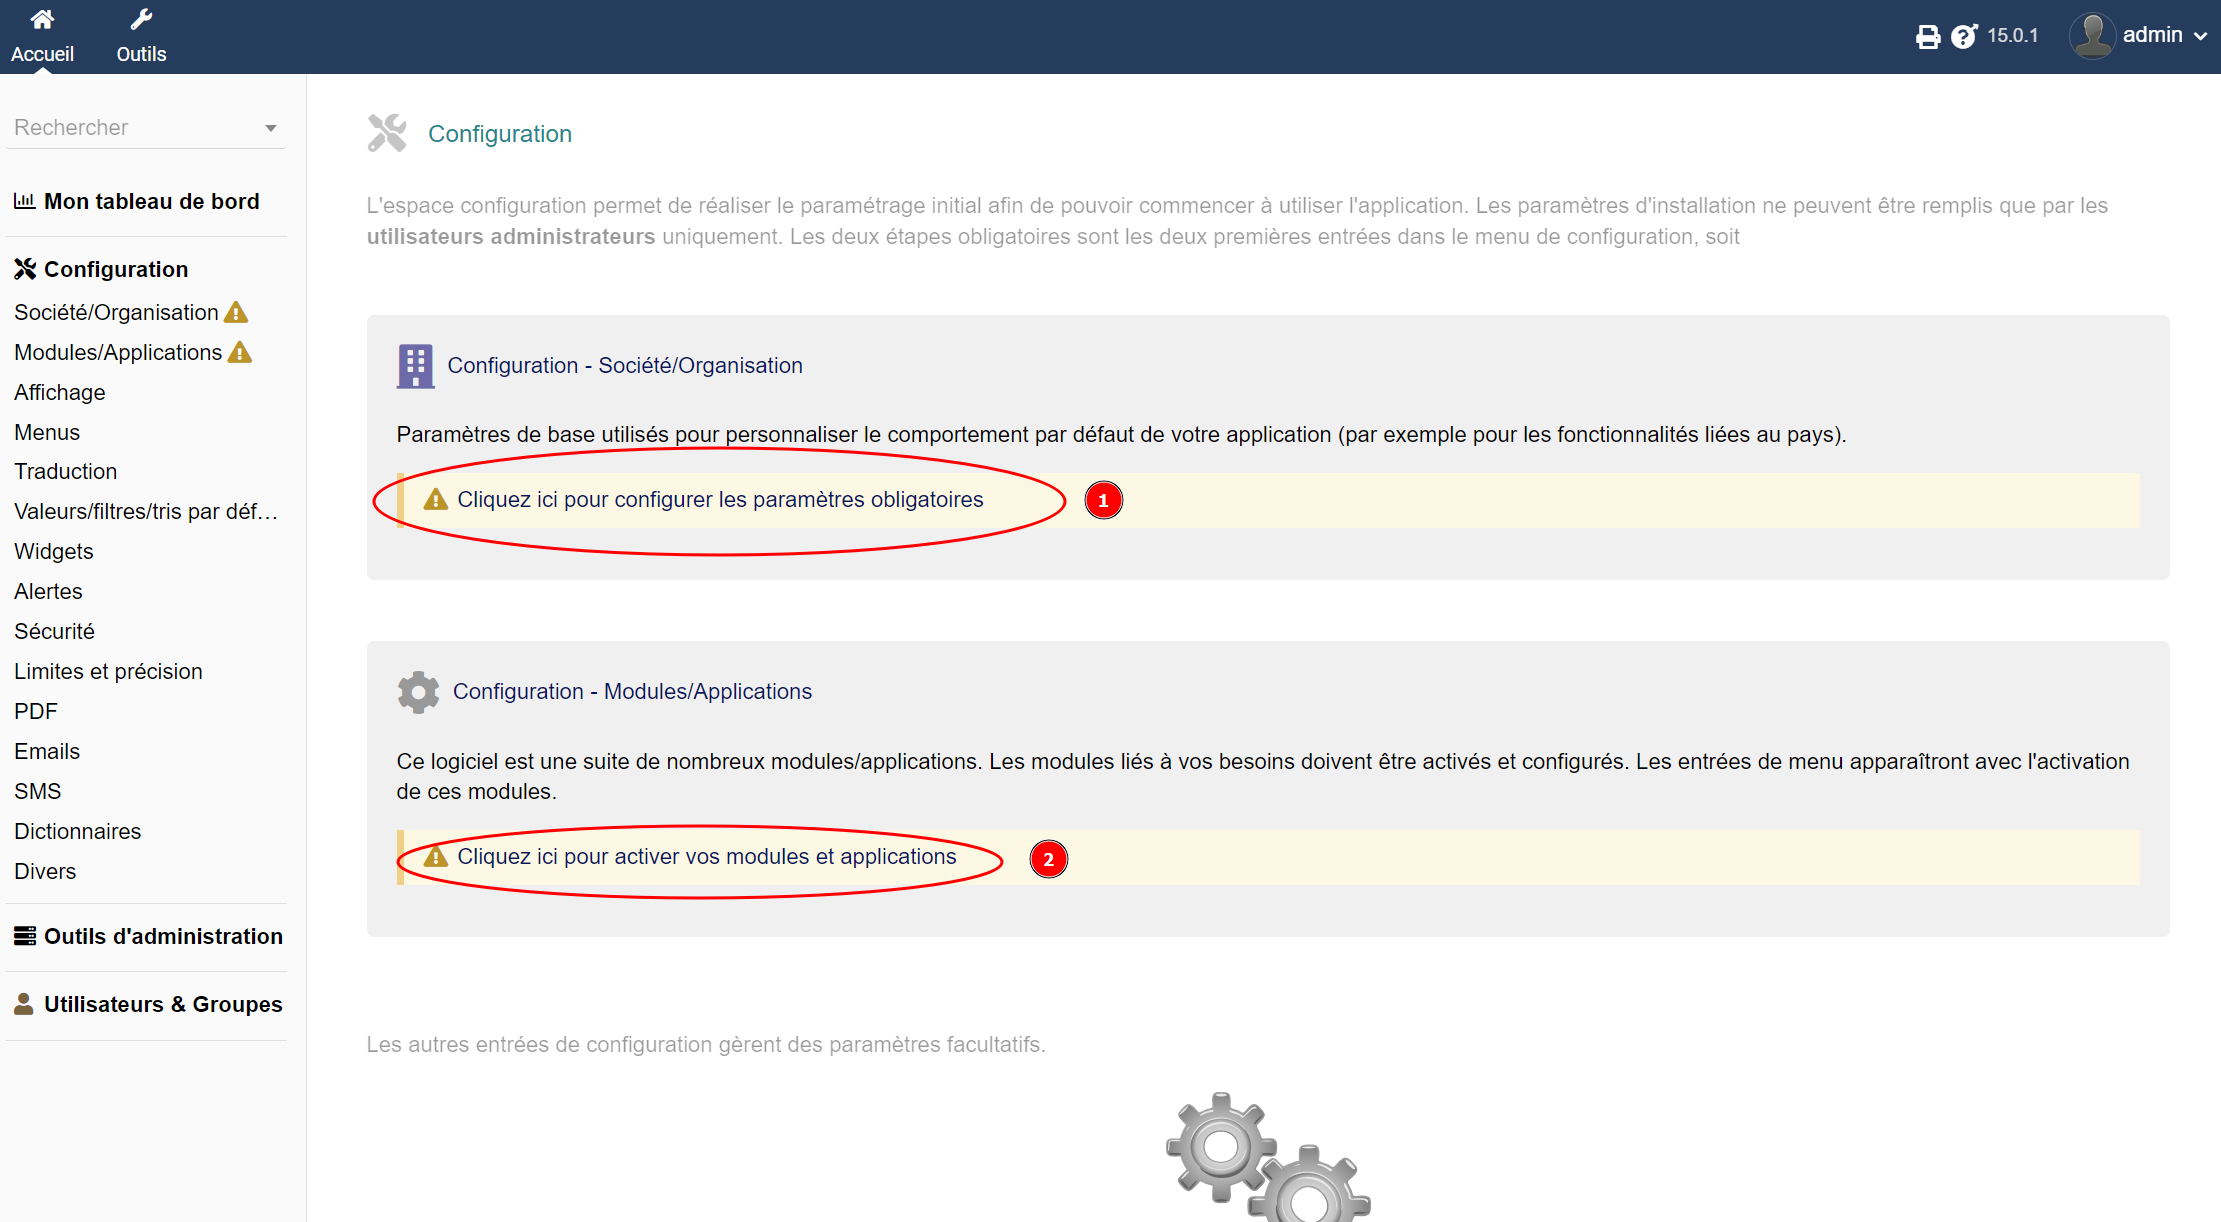 Accueil
Outils
15.0.1
admin
Rechercher
Mon tableau de bord
Configuration
Société/Organisation
Modules/Applications
Affichage
Menus
Traduction
Valeurs/filtres/tris par déf…
Widgets
Alertes
Sécurité
Limites et précision
PDF
Emails
SMS
Dictionnaires
Divers
Outils d'administration
Utilisateurs & Groupes
Configuration
L'espace configuration permet de réaliser le paramétrage initial afin de pouvoir commencer à utiliser l'application. Les paramètres d'installation ne peuvent être remplis que par les
utilisateurs administrateurs uniquement. Les deux étapes obligatoires sont les deux premières entrées dans le menu de configuration, soit
Configuration - Société/Organisation
Paramètres de base utilisés pour personnaliser le comportement par défaut de votre application (par exemple pour les fonctionnalités liées au pays).
Cliquez ici pour configurer les paramètres obligatoires
1
Configuration - Modules/Applications
Ce logiciel est une suite de nombreux modules/applications. Les modules liés à vos besoins doivent être activés et configurés. Les entrées de menu apparaîtront avec l'activation
de ces modules.
Cliquez ici pour activer vos modules et applications
2
Les autres entrées de configuration gèrent des paramètres facultatifs.